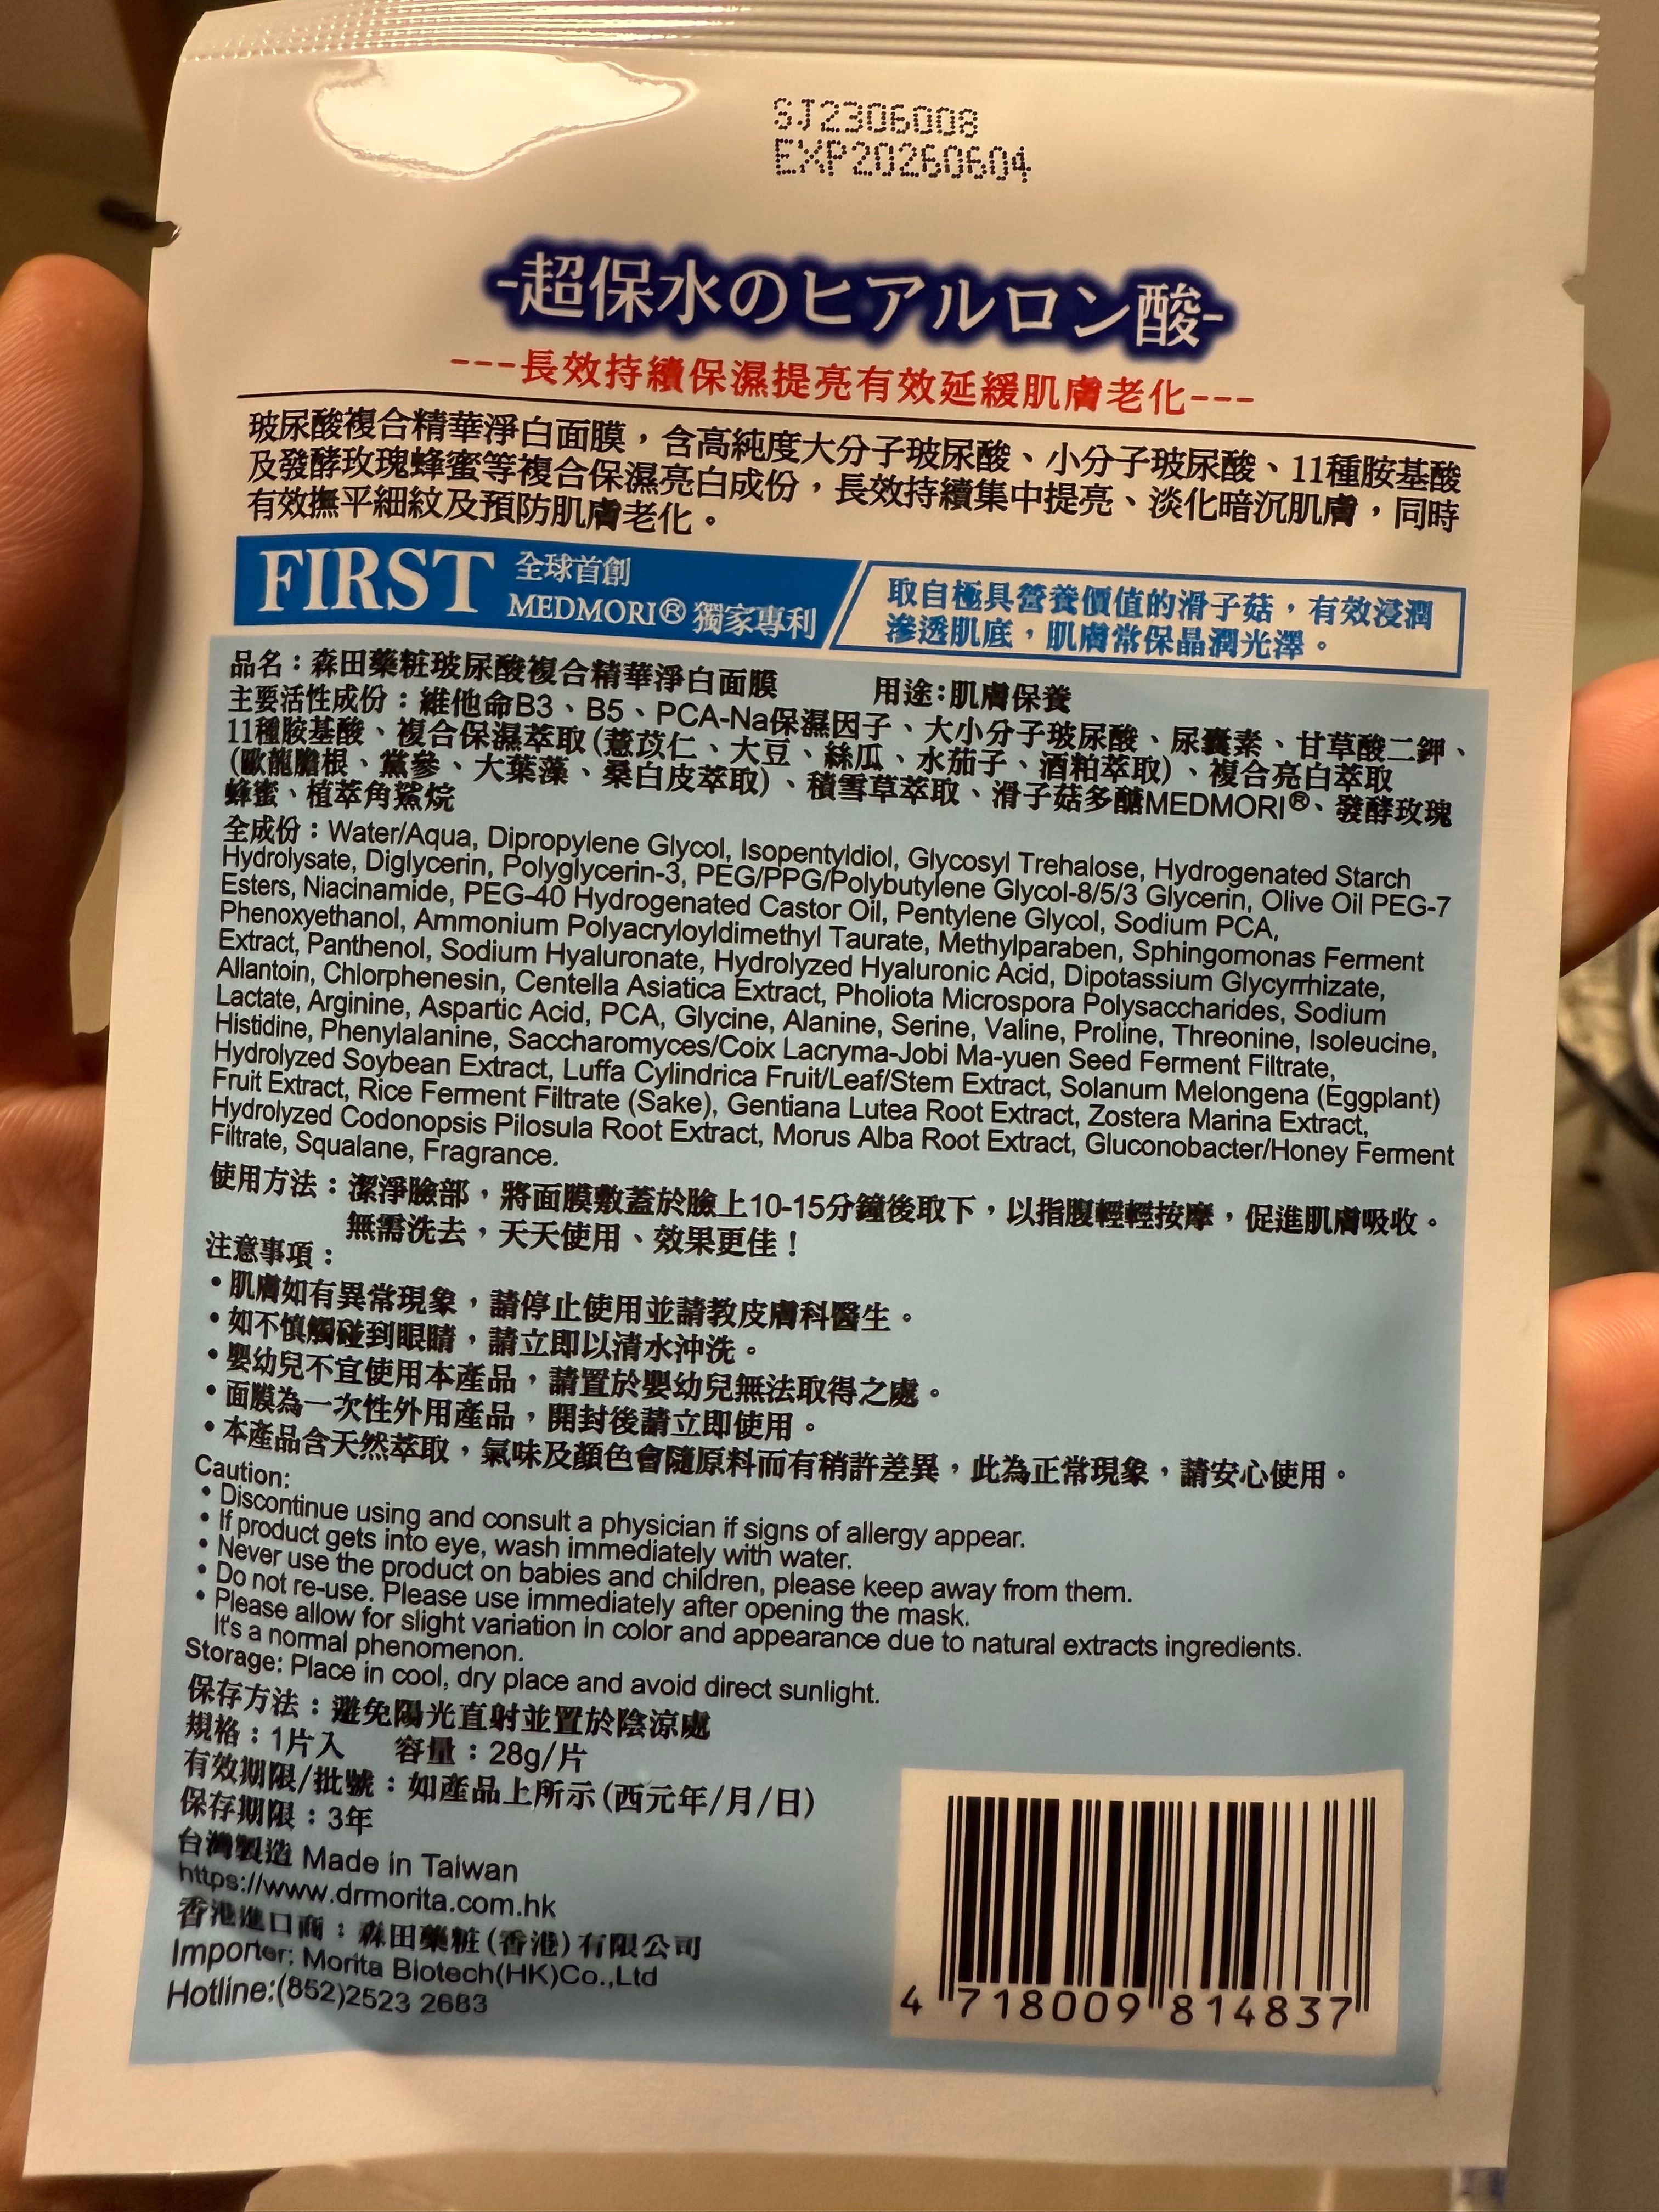 SJ2306008
EXP20260604
-超保水のヒアルロン酸-
---長效持續保濕提亮有效延緩肌膚老化---
玻尿酸複合精華淨白面膜，含高純度大分子玻尿酸、小分子玻尿酸、11種胺基酸
及發酵玫瑰蜂蜜等複合保濕亮白成份，長效持續集中提亮、淡化暗沉肌膚，同時
有效撫平細紋及預防肌膚老化。
FIRST 全球首創
MEDMORI® 獨家專利
取自極具營養價值的滑子菇，有效浸潤
滲透肌底，肌膚常保晶潤光澤。
品名：森田藥粧玻尿酸複合精華淨白面膜 用途：肌膚保養
主要活性成份：維他命B3、B5、PCA-Na保濕因子、大小分子玻尿酸、尿囊素、甘草酸二鉀、
11種胺基酸、複合保濕萃取(薏苡仁、大豆、絲瓜、水茄子、酒粕萃取)、複合亮白萃取
(歐龍膽根、黨參、大葉藻、桑白皮萃取)、積雪草萃取、滑子菇多醣MEDMORI®、發酵玫瑰
蜂蜜、植萃角鯊烷
全成份：Water/Aqua, Dipropylene Glycol, Isopentyldiol, Glycosyl Trehalose, Hydrogenated Starch
Hydrolysate, Diglycerin, Polyglycerin-3, PEG/PPG/Polybutylene Glycol-8/5/3 Glycerin, Olive Oil PEG-7
Esters, Niacinamide, PEG-40 Hydrogenated Castor Oil, Pentylene Glycol, Sodium PCA,
Phenoxyethanol, Ammonium Polyacryloyldimethyl Taurate, Methylparaben, Sphingomonas Ferment
Extract, Panthenol, Sodium Hyaluronate, Hydrolyzed Hyaluronic Acid, Dipotassium Glycyrrhizate,
Allantoin, Chlorphenesin, Centella Asiatica Extract, Pholiota Microspora Polysaccharides, Sodium
Lactate, Arginine, Aspartic Acid, PCA, Glycine, Alanine, Serine, Valine, Proline, Threonine, Isoleucine,
Histidine, Phenylalanine, Saccharomyces/Coix Lacryma-Jobi Ma-yuen Seed Ferment Filtrate,
Hydrolyzed Soybean Extract, Luffa Cylindrica Fruit/Leaf/Stem Extract, Solanum Melongena (Eggplant)
Fruit Extract, Rice Ferment Filtrate (Sake), Gentiana Lutea Root Extract, Zostera Marina Extract,
Hydrolyzed Codonopsis Pilosula Root Extract, Morus Alba Root Extract, Gluconobacter/Honey Ferment
Filtrate, Squalane, Fragrance.
使用方法：潔淨臉部，將面膜敷蓋於臉上10-15分鐘後取下，以指腹輕輕按摩，促進肌膚吸收。
無需洗去，天天使用、效果更佳！
注意事項：
• 肌膚如有異常現象，請停止使用並請教皮膚科醫生。
• 如不慎觸碰到眼睛，請立即以清水沖洗。
• 嬰幼兒不宜使用本產品，請置於嬰幼兒無法取得之處。
• 面膜為一次性外用產品，開封後請立即使用。
• 本產品含天然萃取，氣味及顏色會隨原料而有稍許差異，此為正常現象，請安心使用。
Caution:
• Discontinue using and consult a physician if signs of allergy appear.
• If product gets into eye, wash immediately with water.
• Never use the product on babies and children, please keep away from them.
• Do not re-use. Please use immediately after opening the mask.
• Please allow for slight variation in color and appearance due to natural extracts ingredients.
It's a normal phenomenon.
Storage: Place in cool, dry place and avoid direct sunlight.
保存方法：避免陽光直射並置於陰涼處
規格：1片入 容量：28g/片
有效期限/批號：如產品上所示(西元年/月/日)
保存期限：3年
台灣製造 Made in Taiwan
https://www.drmorita.com.hk
香港進口商：森田藥粧(香港)有限公司
Importer: Morita Biotech(HK)Co.,Ltd
Hotline:(852)2523 2683
4 718009 814837